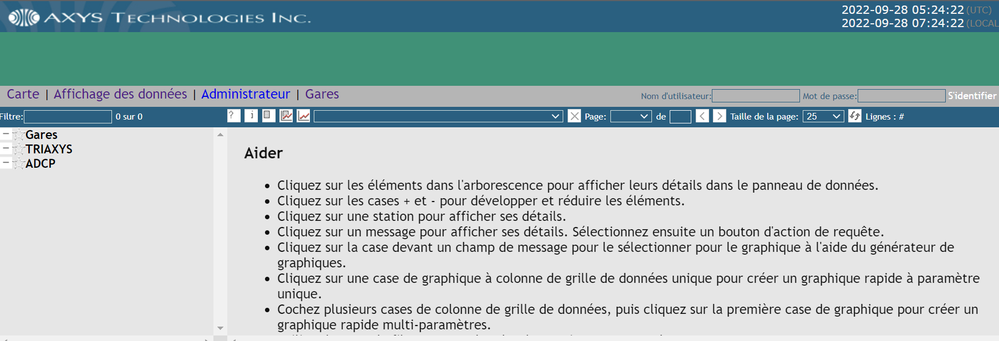 AXYS TECHNOLOGIES INC.
2022-09-28 05:24:22 (UTC)
2022-09-28 07:24:22 (LOCAL
Carte | Affichage des données | Administrateur | Gares
Nom d'utilisateur: Mot de passe: S'identifier
Filtre: 0 sur 0 ? i Page: de < > Taille de la page: 25 Lignes : #
Gares
TRIAXYS
ADCP
Aider
• Cliquez sur les éléments dans l'arborescence pour afficher leurs détails dans le panneau de données.
• Cliquez sur les cases + et - pour développer et réduire les éléments.
• Cliquez sur une station pour afficher ses détails.
• Cliquez sur un message pour afficher ses détails. Sélectionnez ensuite un bouton d'action de requête.
• Cliquez sur la case devant un champ de message pour le sélectionner pour le graphique à l'aide du générateur de
graphiques.
• Cliquez sur une case de graphique à colonne de grille de données unique pour créer un graphique rapide à paramètre
unique.
• Cochez plusieurs cases de colonne de grille de données, puis cliquez sur la première case de graphique pour créer un
graphique rapide multi-paramètres.